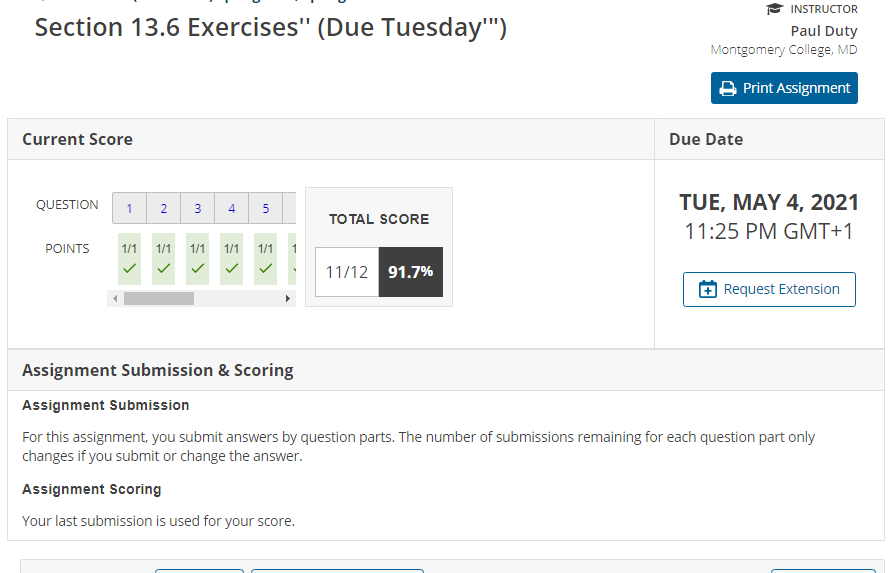 INSTRUCTOR
Section 13.6 Exercises'' (Due Tuesday'")
Paul Duty
Montgomery College, MD
Print Assignment
Current Score
Due Date
QUESTION 1 2 3 4 5
POINTS 1/1 1/1 1/1 1/1 1/1
TOTAL SCORE
11/12 91.7%
TUE, MAY 4, 2021
11:25 PM GMT+1
Request Extension
Assignment Submission & Scoring
Assignment Submission
For this assignment, you submit answers by question parts. The number of submissions remaining for each question part only
changes if you submit or change the answer.
Assignment Scoring
Your last submission is used for your score.